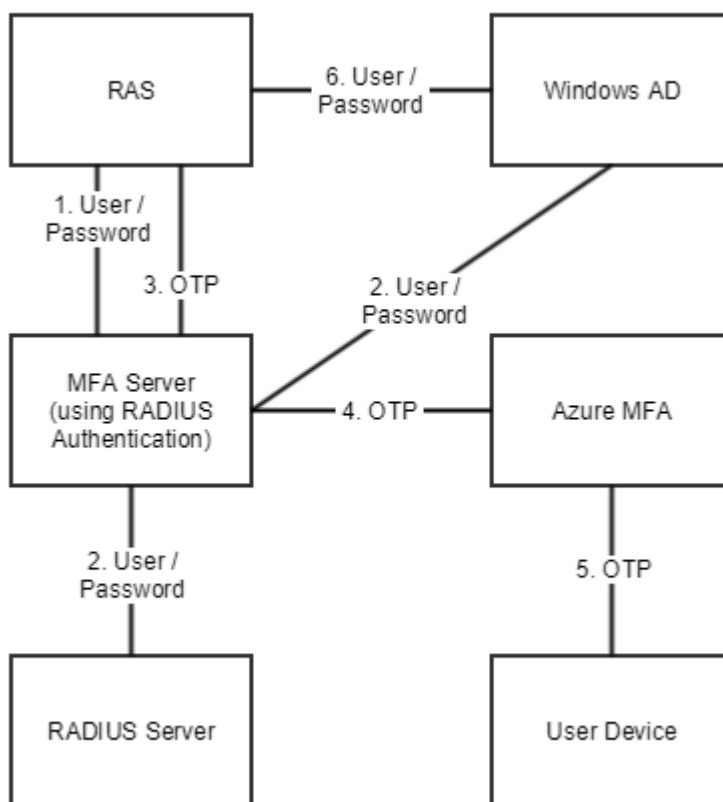 RAS
6. User /
Password
Windows AD
1. User /
Password
3. OTP
2. User /
Password
MFA Server
(using RADIUS
Authentication)
4. OTP
Azure MFA
2. User /
Password
5. OTP
RADIUS Server
User Device